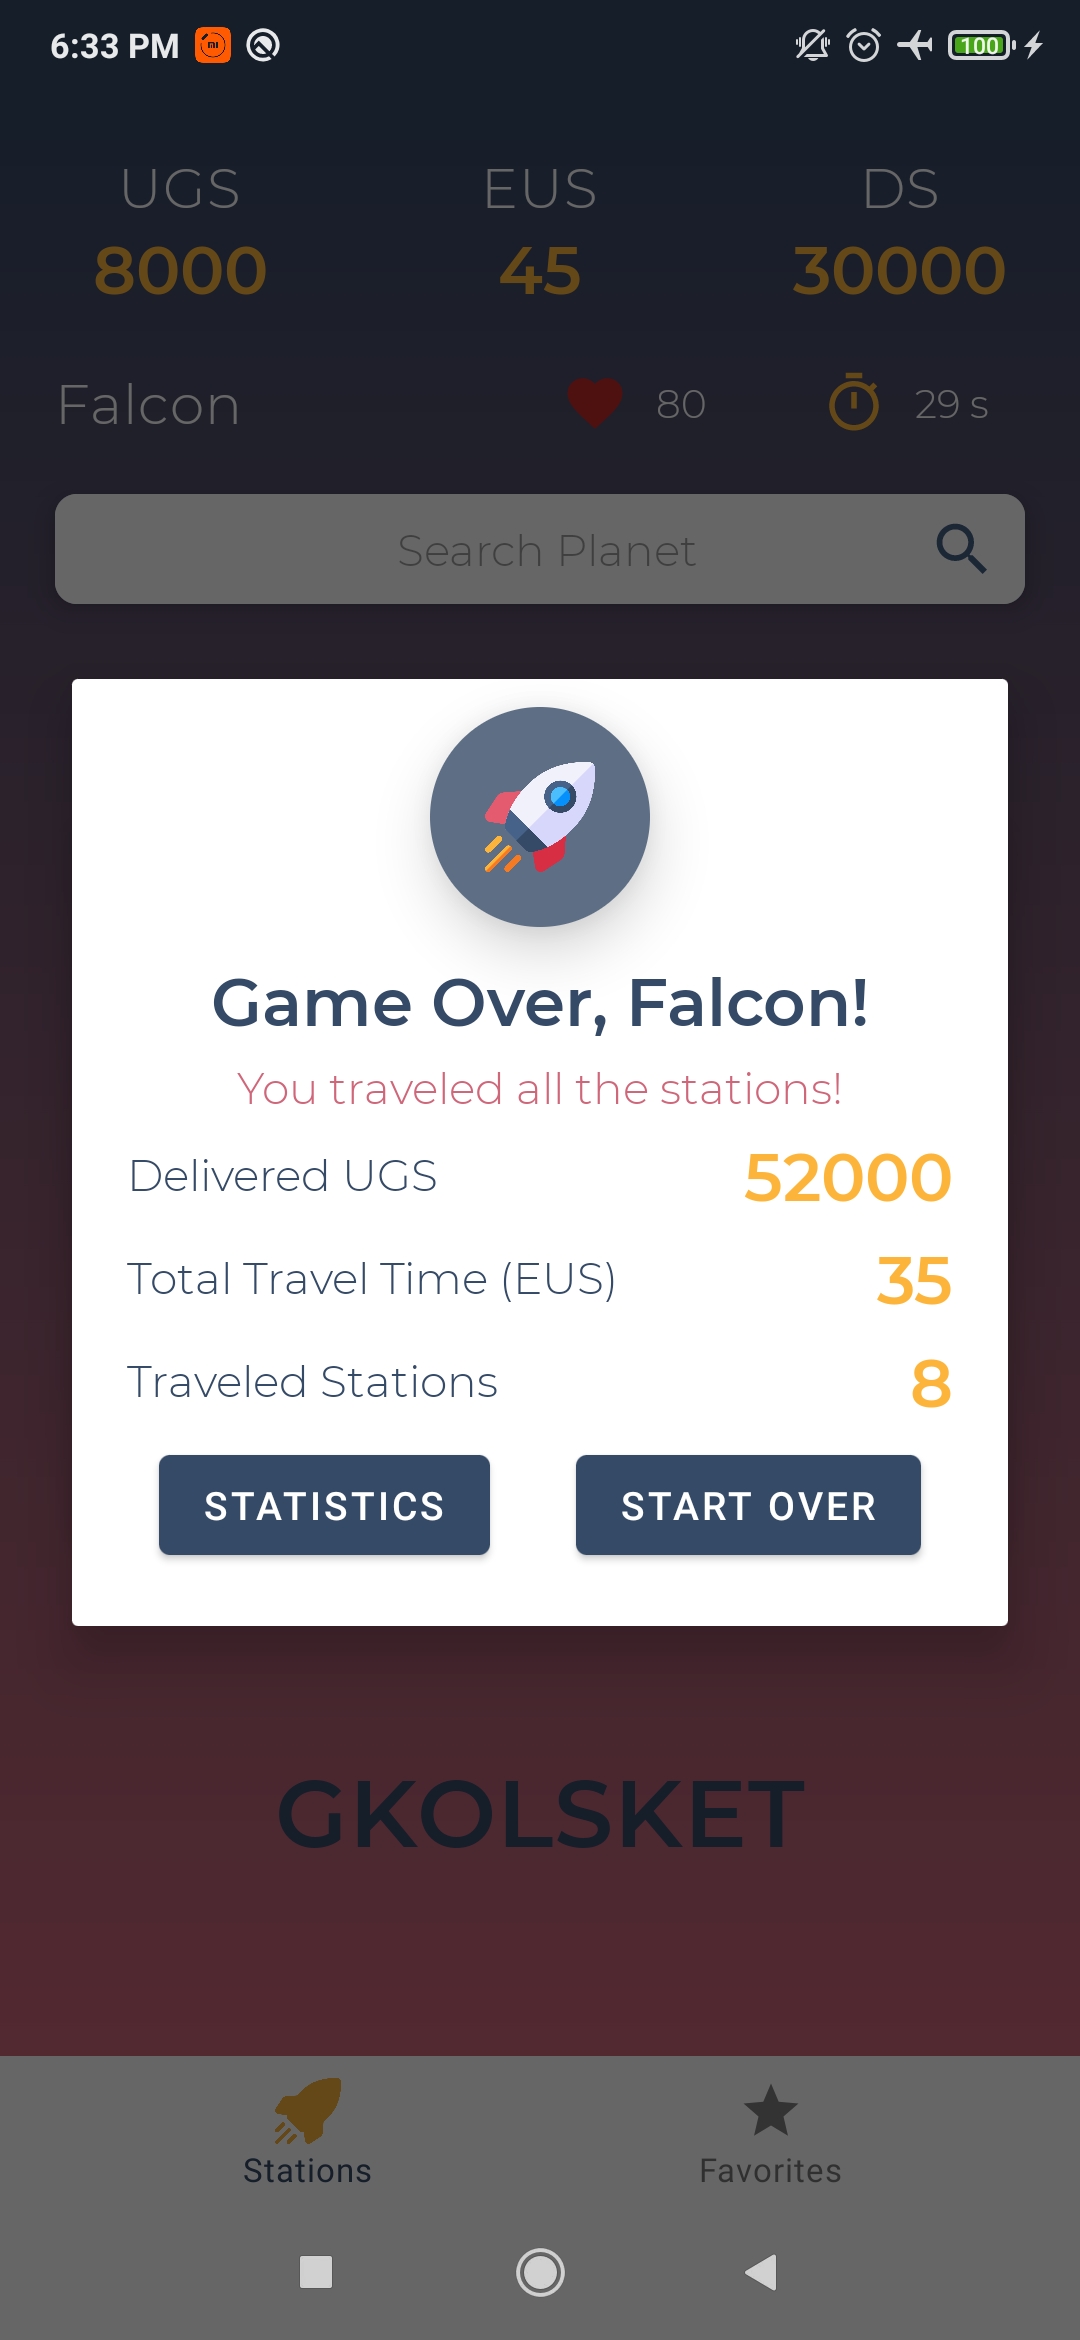 6:33 PM
100
UGS EUS DS
8000 45 30000
Falcon 80 29 s
Search Planet
Game Over, Falcon!
You traveled all the stations!
Delivered UGS 52000
Total Travel Time (EUS) 35
Traveled Stations 8
STATISTICS START OVER
GKOLSKET
Stations Favorites